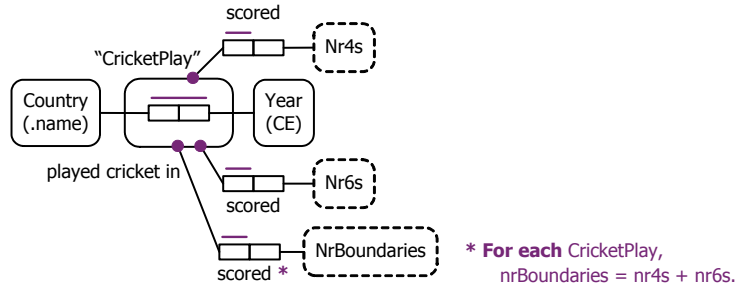 scored
Nr4s
“CricketPlay”
Country
(.name)
Year
(CE)
played cricket in
Nr6s
scored
NrBoundaries
scored *
* For each CricketPlay,
nrBoundaries = nr4s + nr6s.